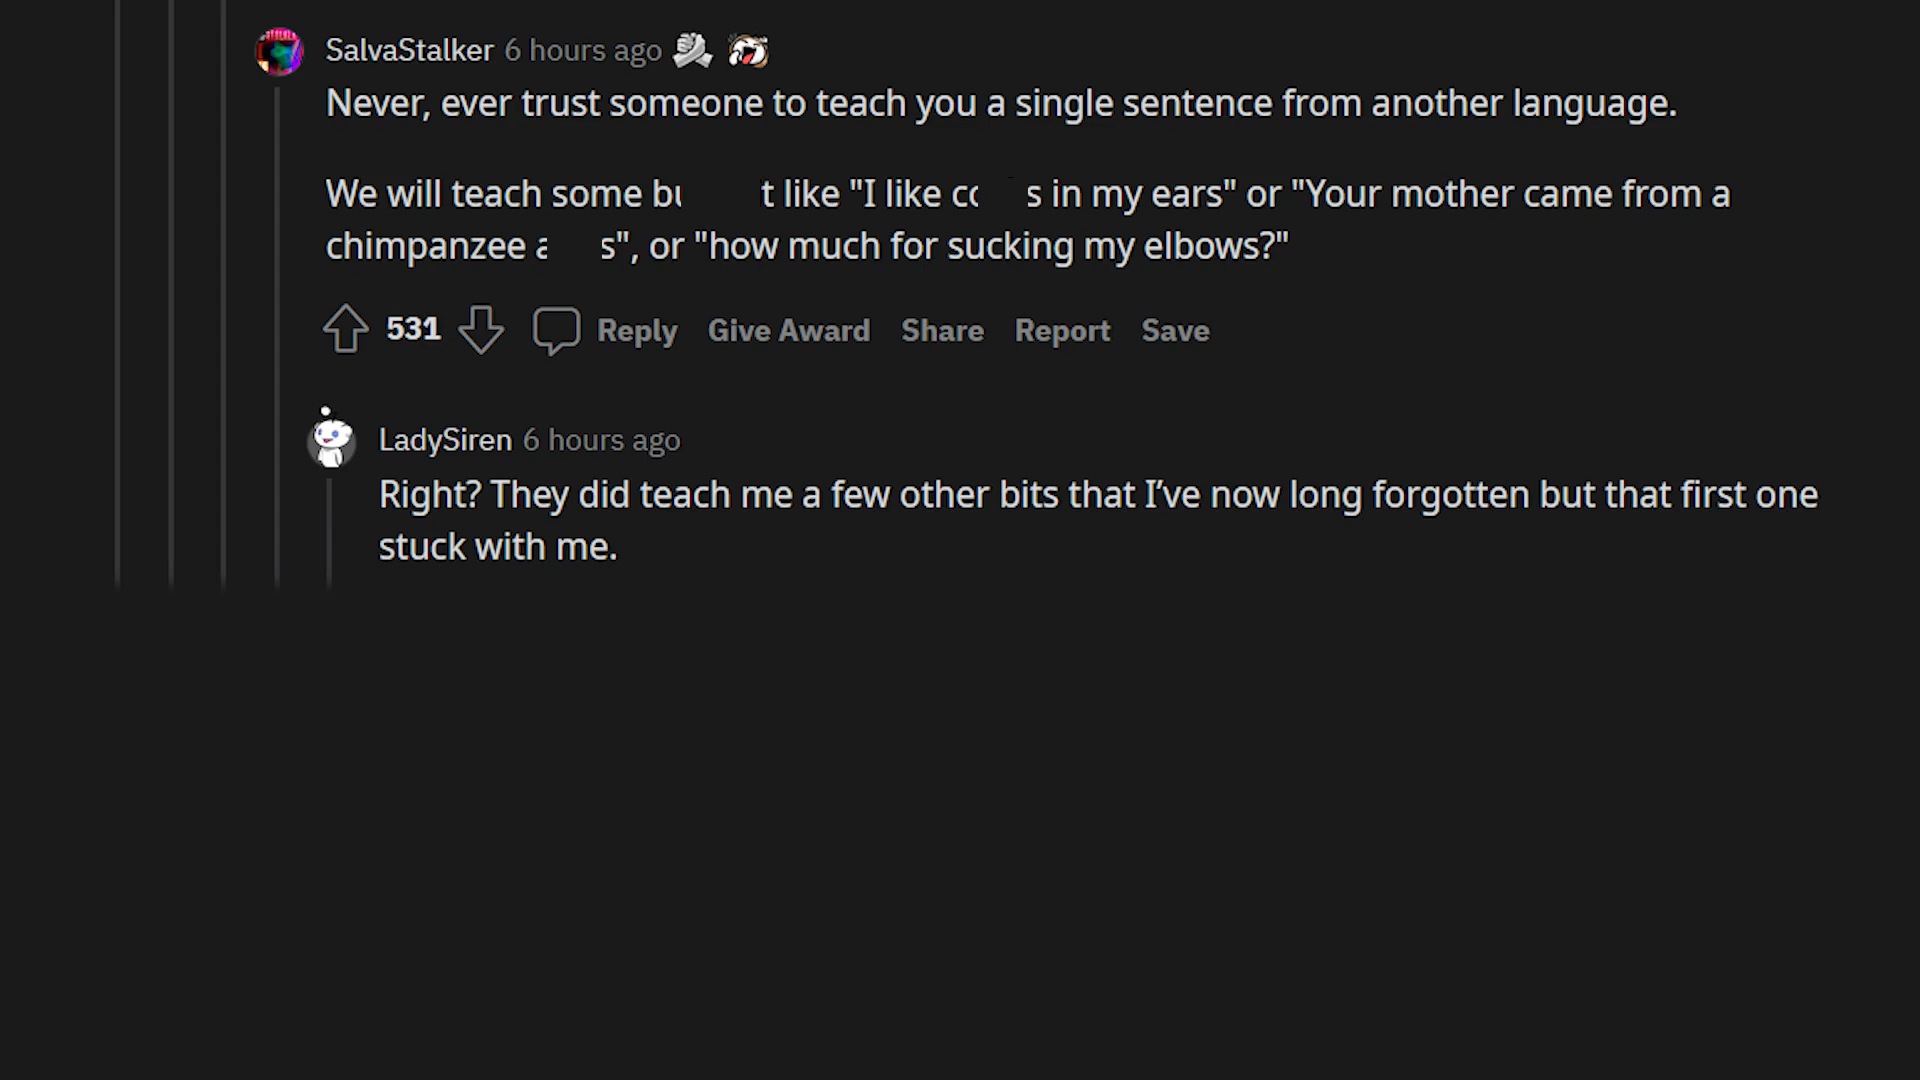 SalvaStalker 6 hours ago
Never, ever trust someone to teach you a single sentence from another language.
We will teach some bu t like "I like co s in my ears" or "Your mother came from a
chimpanzee a s", or "how much for sucking my elbows?"
531 Reply Give Award Share Report Save
LadySiren 6 hours ago
Right? They did teach me a few other bits that I’ve now long forgotten but that first one
stuck with me.